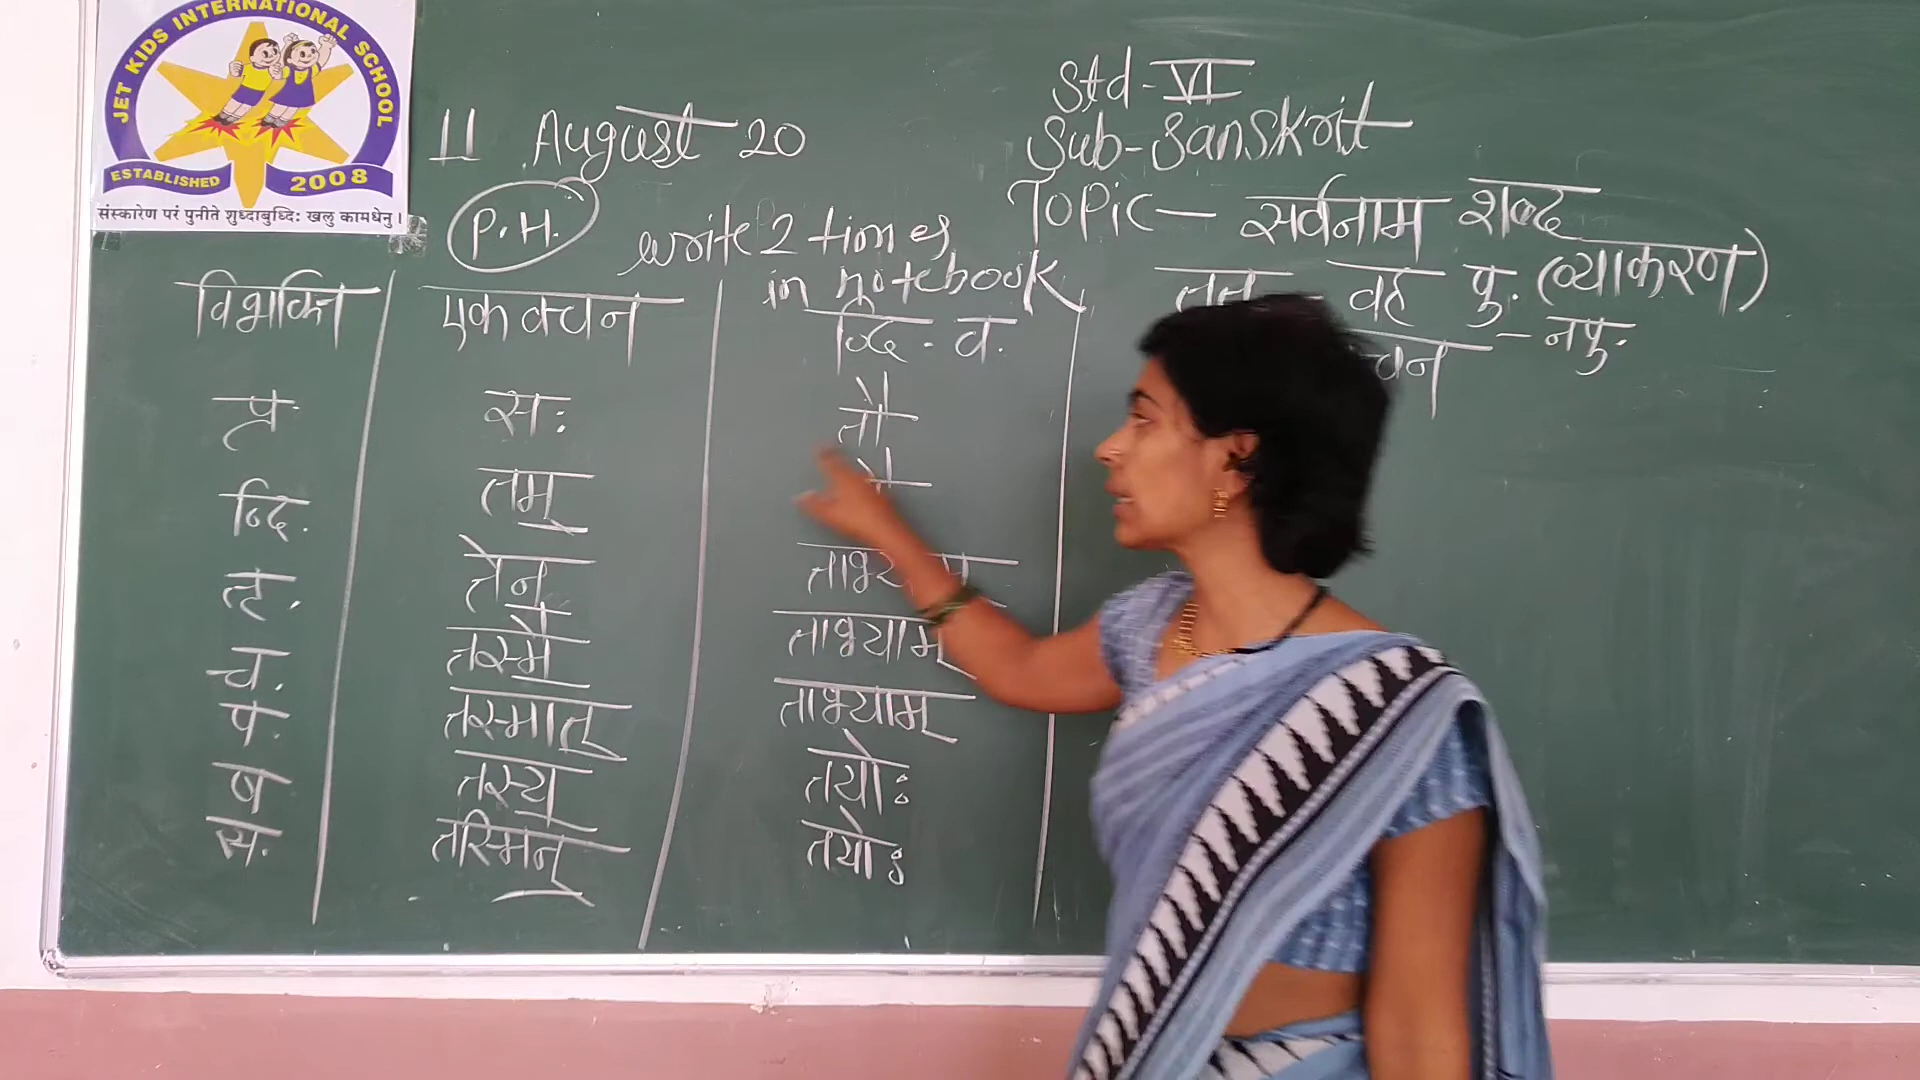 JET KIDS INTERNATIONAL SCHOOL
ESTABLISHED 2008
संस्कारेण परं पुनीते शुध्दाबुध्दिः खलु कामधेनु।
Std - VI
11 August 20
Sub - Sanskrit
Topic — सर्वनाम शब्द
P.H. write 2 times
in notebook
तत् - वह पु. (व्याकरण)
- नपु.
विभक्ति एकवचन द्वि. व. वचन
प्र. सः तौ
द्वि. तम्
तृ. तेन
च. तस्मै ताभ्याम्
पं. तस्मात् ताभ्याम्
ष तस्य तयोः
स. तस्मिन् तयोः